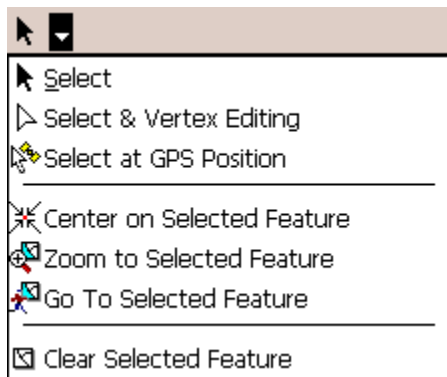 Select
Select & Vertex Editing
Select at GPS Position
Center on Selected Feature
Zoom to Selected Feature
Go To Selected Feature
Clear Selected Feature